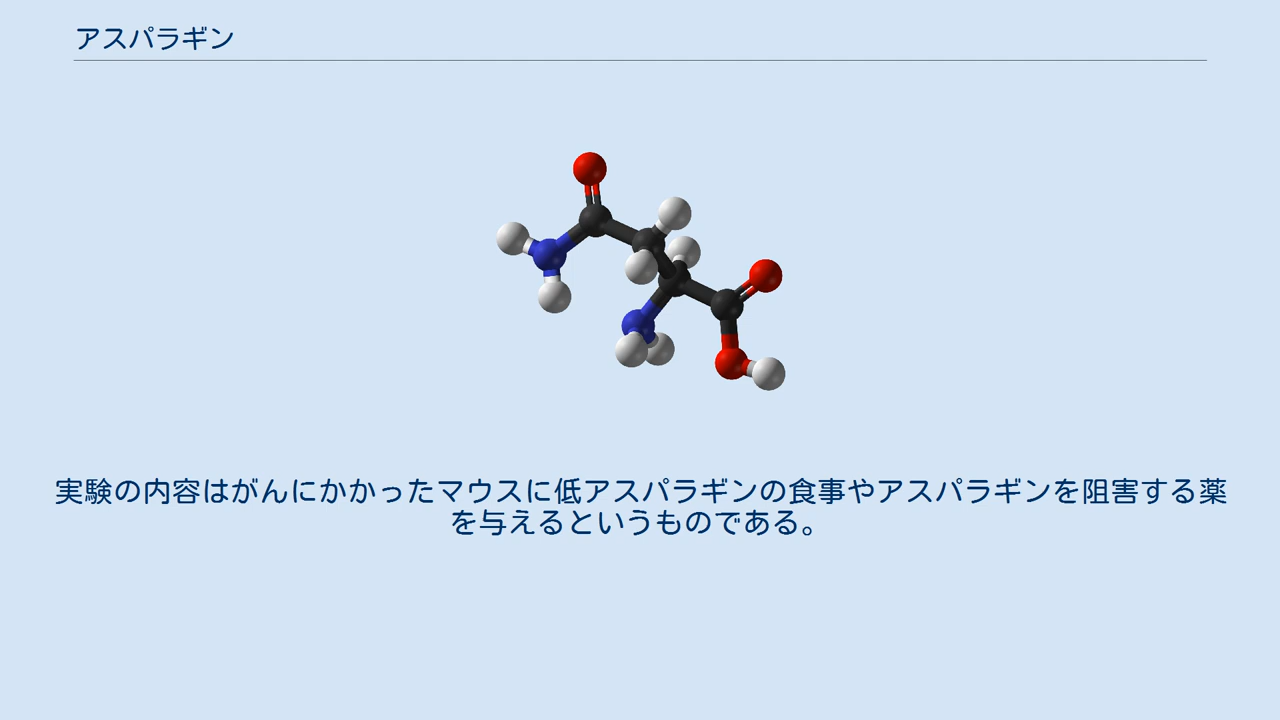 アスパラギン
実験の内容はがんにかかったマウスに低アスパラギンの食事やアスパラギンを阻害する薬
を与えるというものである。